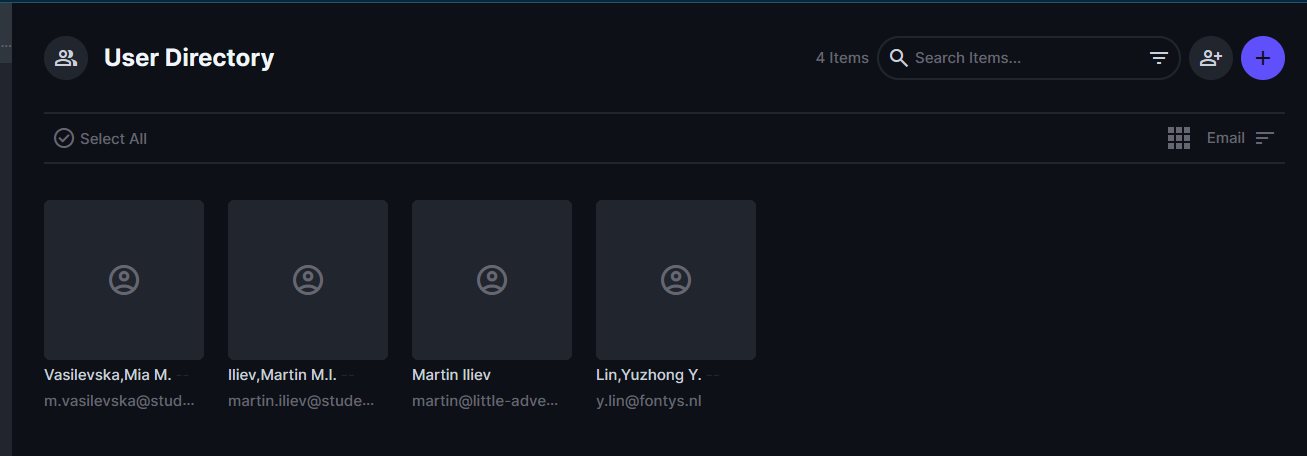 User Directory
4 Items
Search Items...
Select All
Email
Vasilevska,Mia M. --
m.vasilevska@stud...
Iliev,Martin M.I. --
martin.iliev@stude...
Martin Iliev
martin@little-adve...
Lin,Yuzhong Y. --
y.lin@fontys.nl